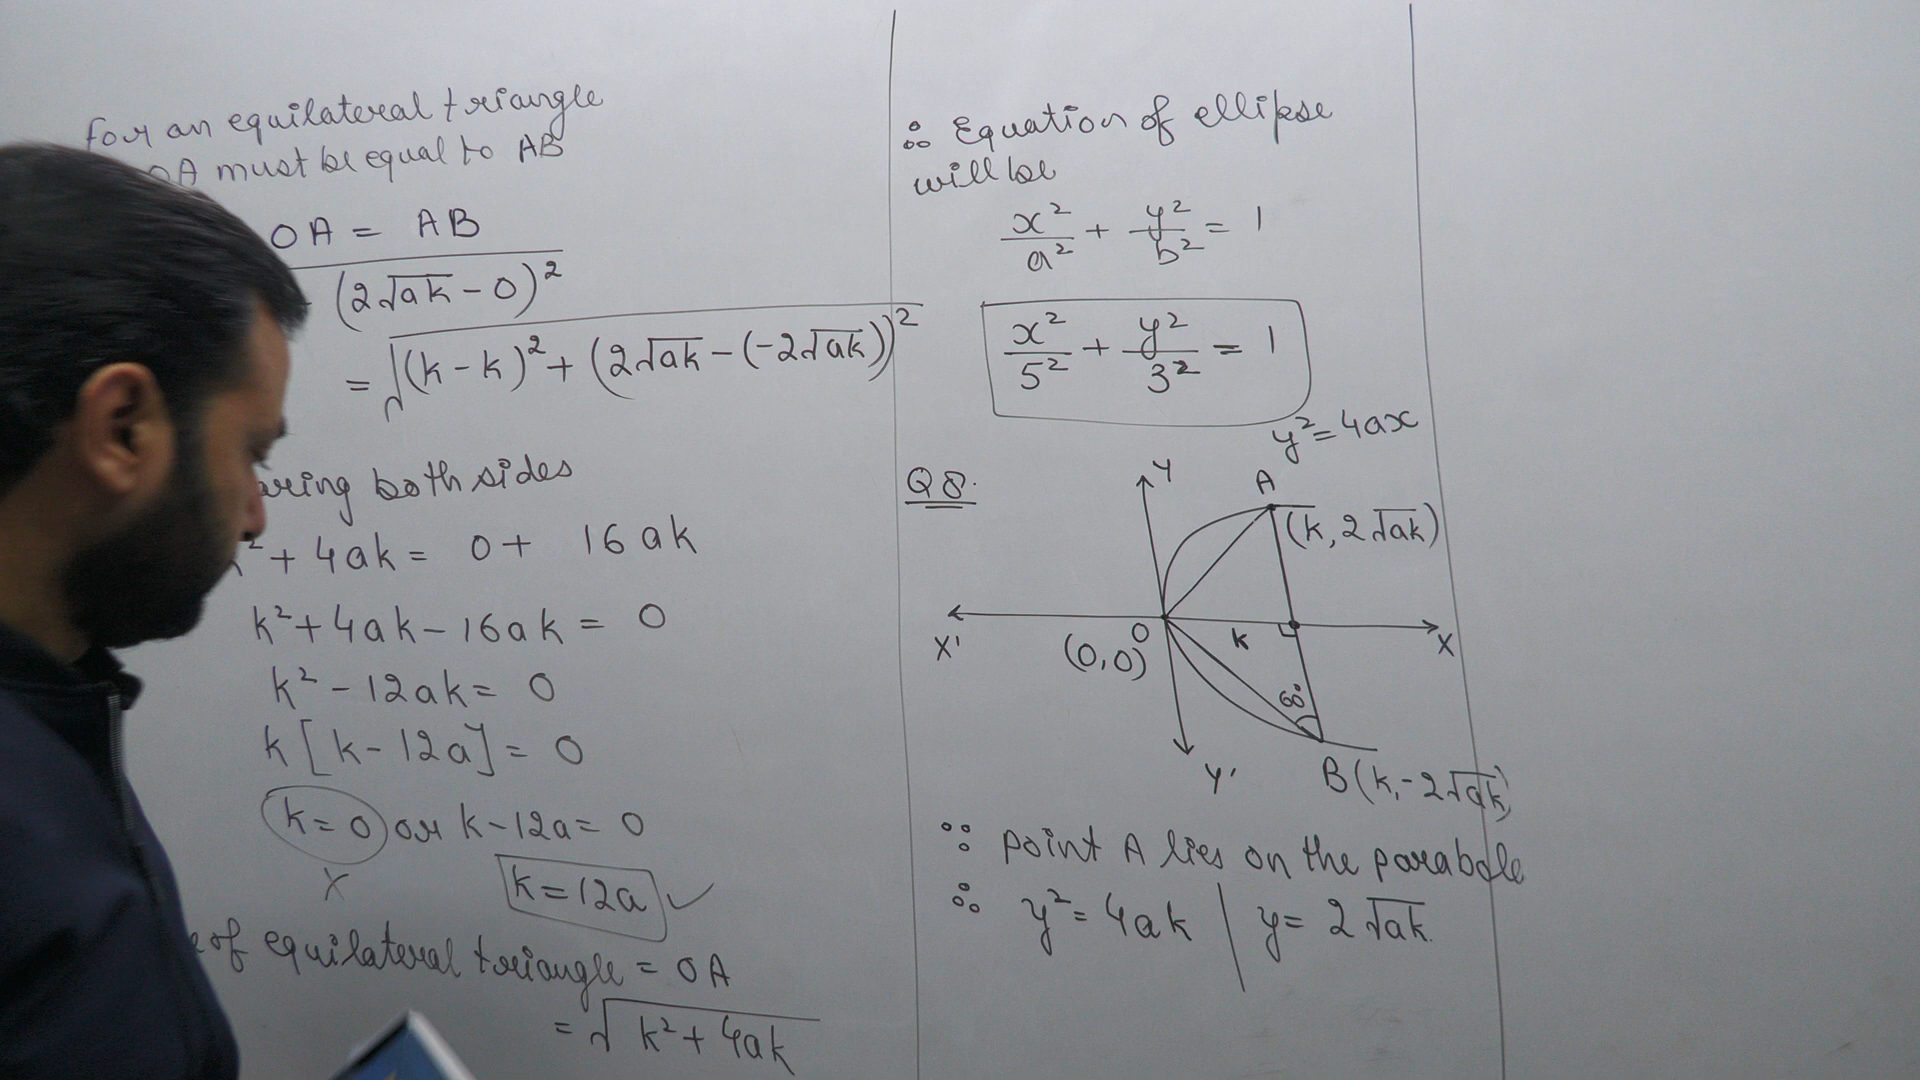 For an equilateral triangle
OA must be equal to AB
OA = AB
(2√ak - 0)²
= √(k - k)² + (2√ak - (-2√ak))²
both sides
k² + 4ak = 0 + 16ak
k² + 4ak - 16ak = 0
k² - 12ak = 0
k[k - 12a] = 0
k = 0 or k - 12a = 0
X k = 12a ✓
of equilateral triangle = OA
= √k² + 4ak
∴ Equation of ellipse
will be
x²/a² + y²/b² = 1
x²/5² + y²/3² = 1
y² = 4ax
Q8.
Y
A
(k, 2√ak)
X'
O
(0,0)
k
X
60°
Y'
B(k, -2√ak)
∵ point A lies on the parabole
∴ y² = 4ak | y = 2√ak.